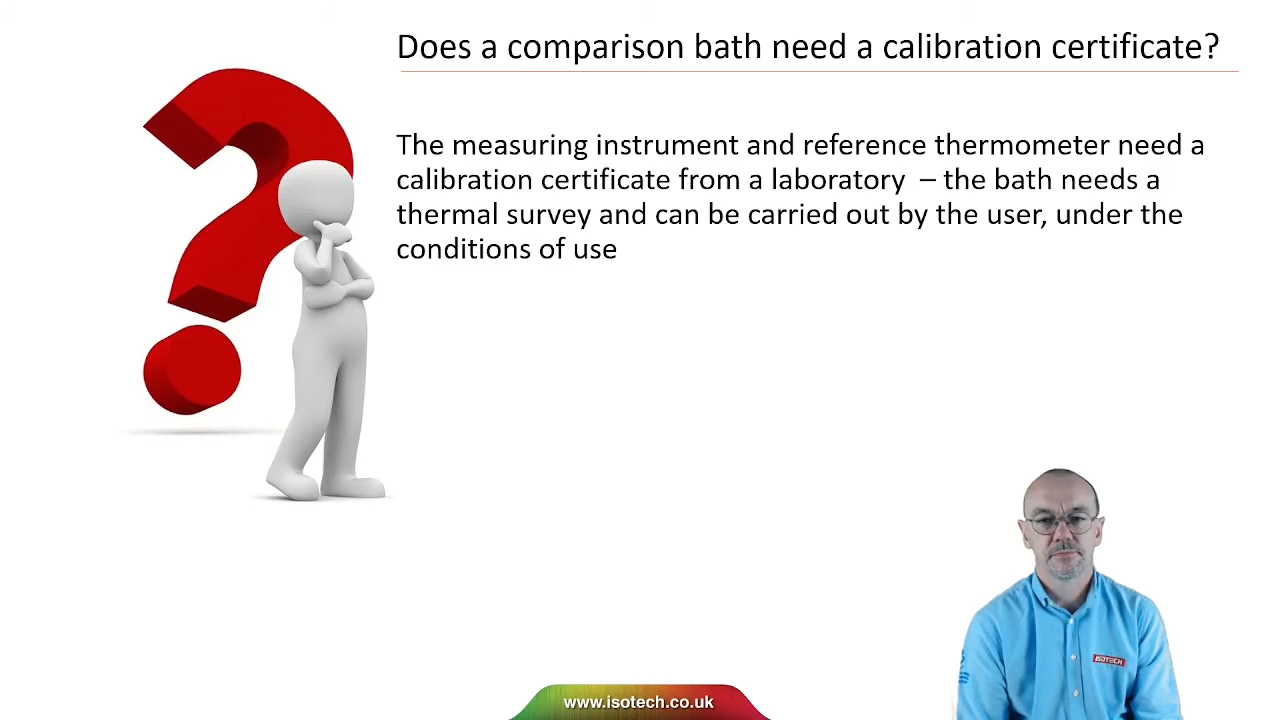 Does a comparison bath need a calibration certificate?
The measuring instrument and reference thermometer need a
calibration certificate from a laboratory – the bath needs a
thermal survey and can be carried out by the user, under the
conditions of use
ISOTECH
www.isotech.co.uk